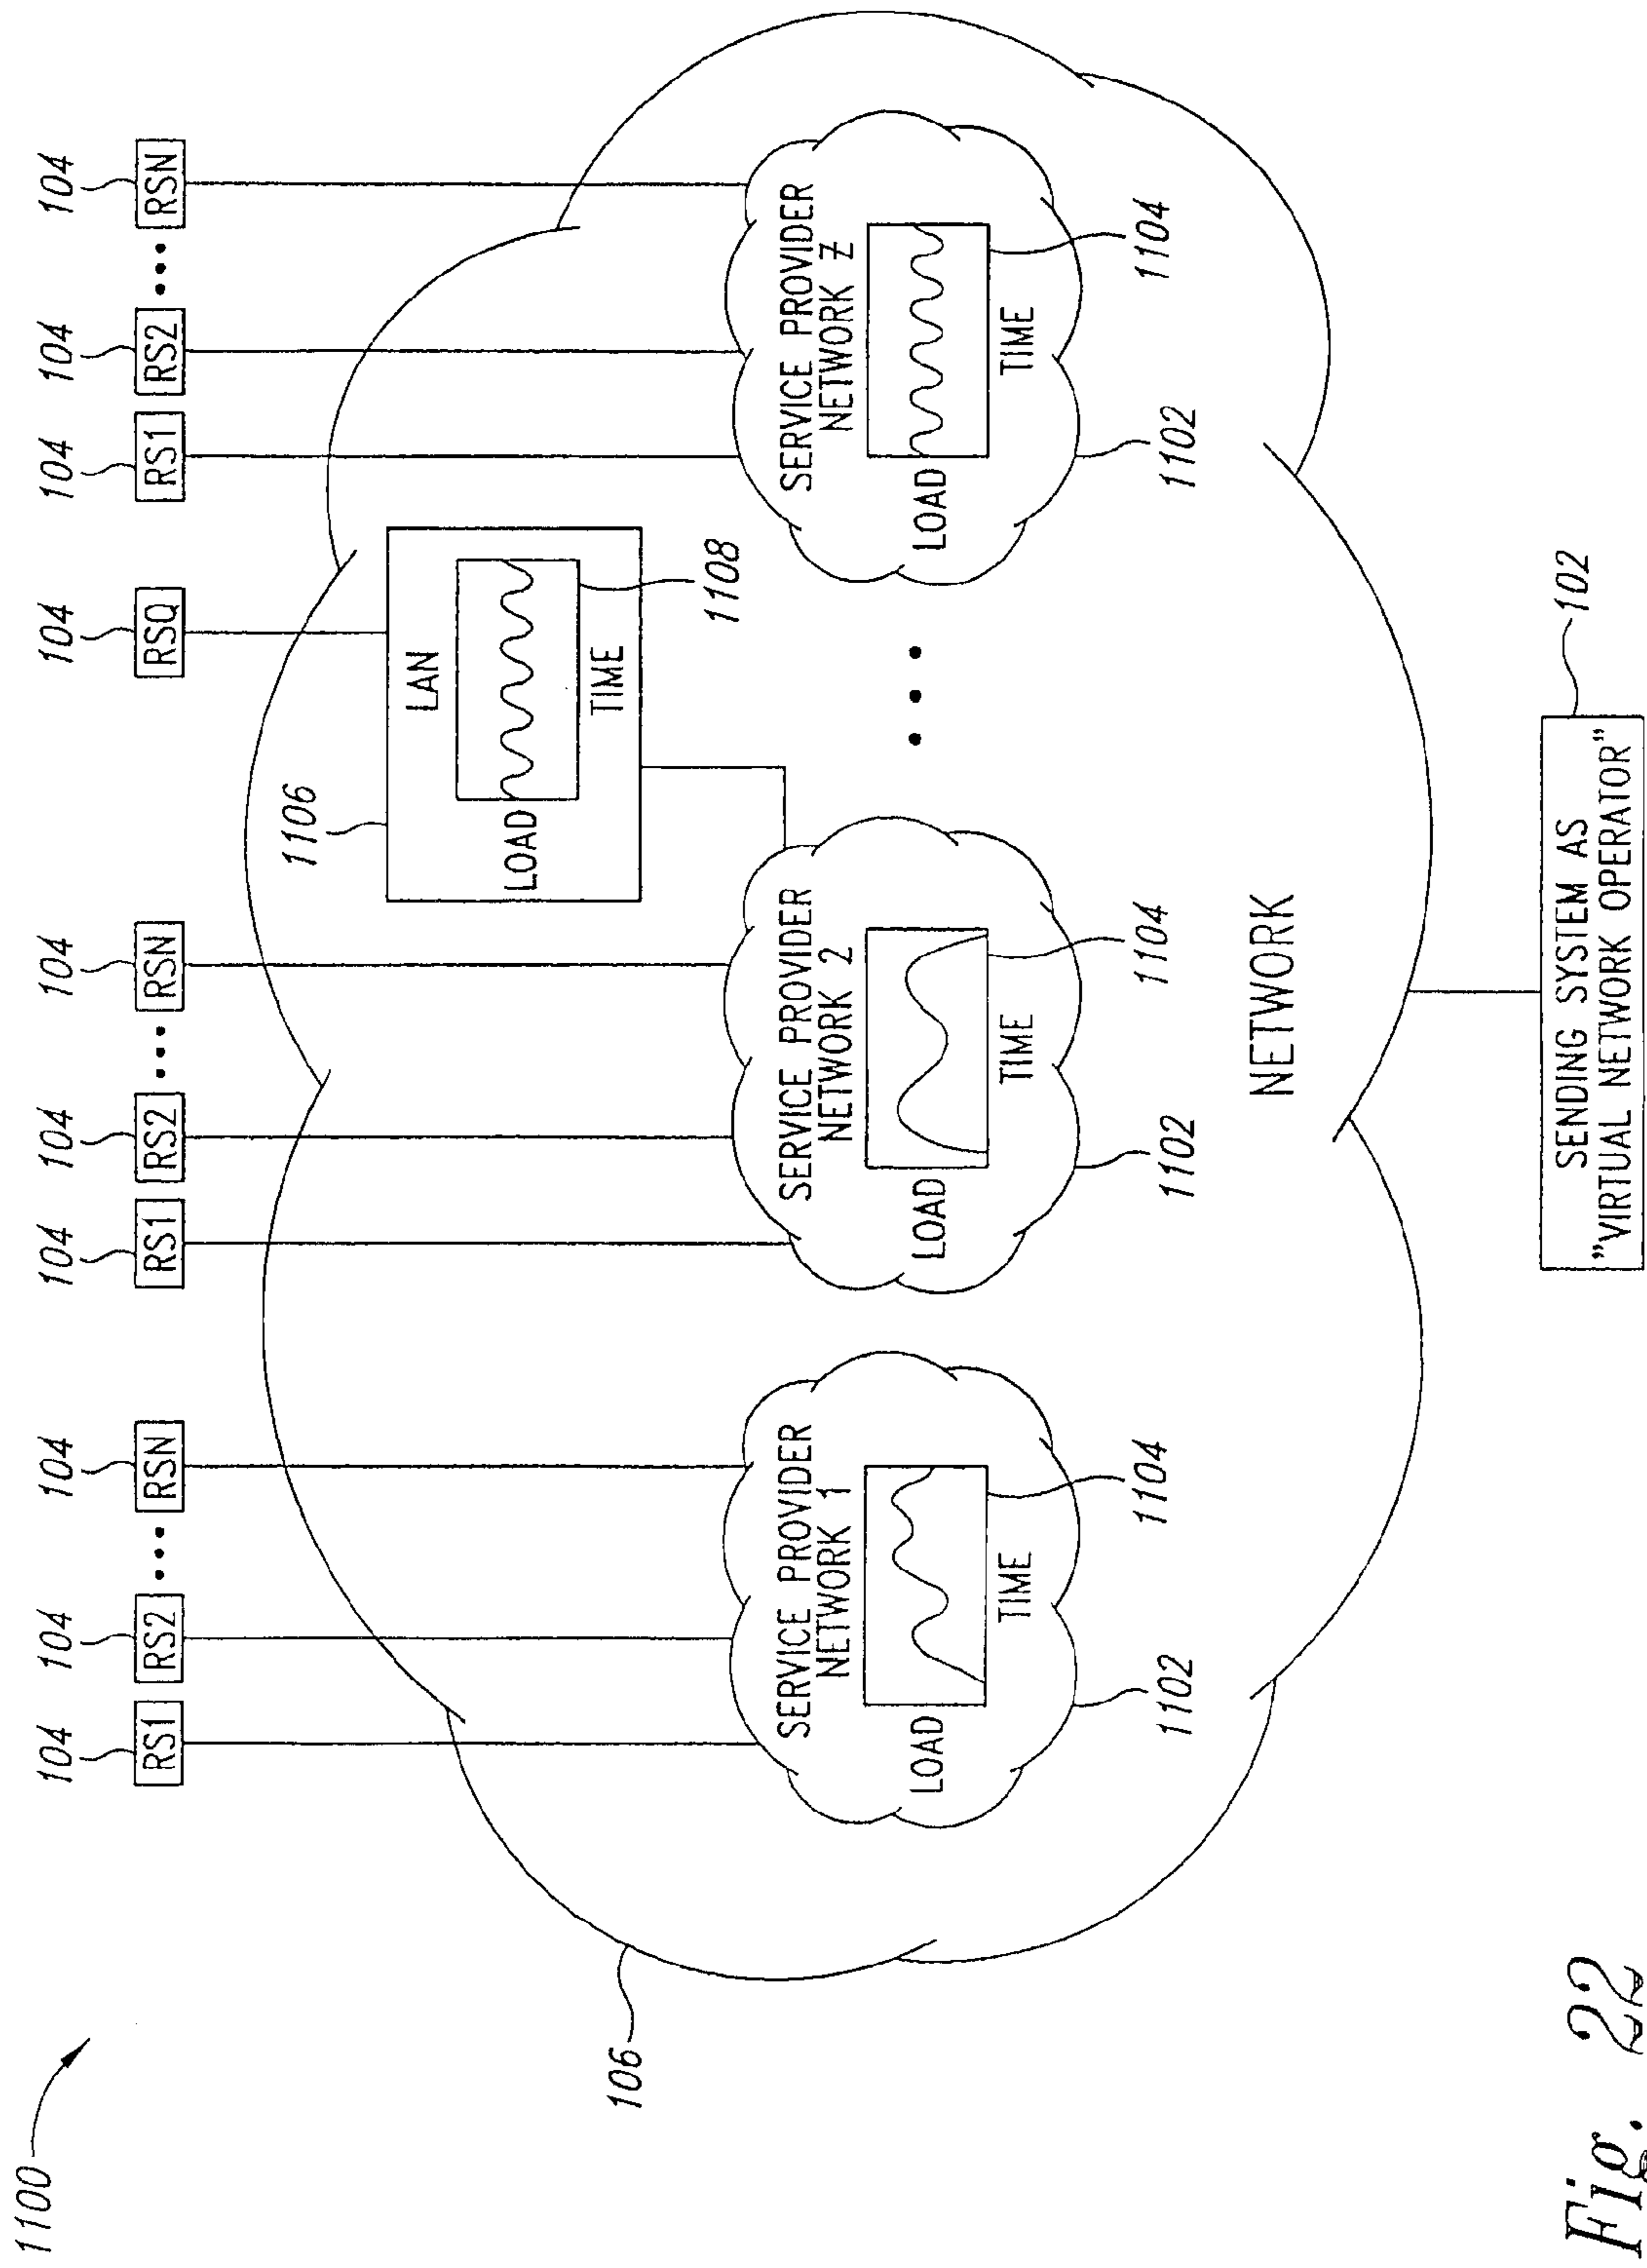 1100
104 104 104 104 104 104 104 104 104 104
RS1 RS2 ••• RSN RS1 RS2 ••• RSN RSQ RS1 RS2 ••• RSN
1106
LAN
LOAD
TIME
1108
106
SERVICE PROVIDER
NETWORK 1
LOAD
TIME
1102
1104
SERVICE PROVIDER
NETWORK 2
LOAD
TIME
1102
1104
•••
SERVICE PROVIDER
NETWORK Z
LOAD
TIME
1102
1104
NETWORK
SENDING SYSTEM AS
"VIRTUAL NETWORK OPERATOR"
102
Fig. 22